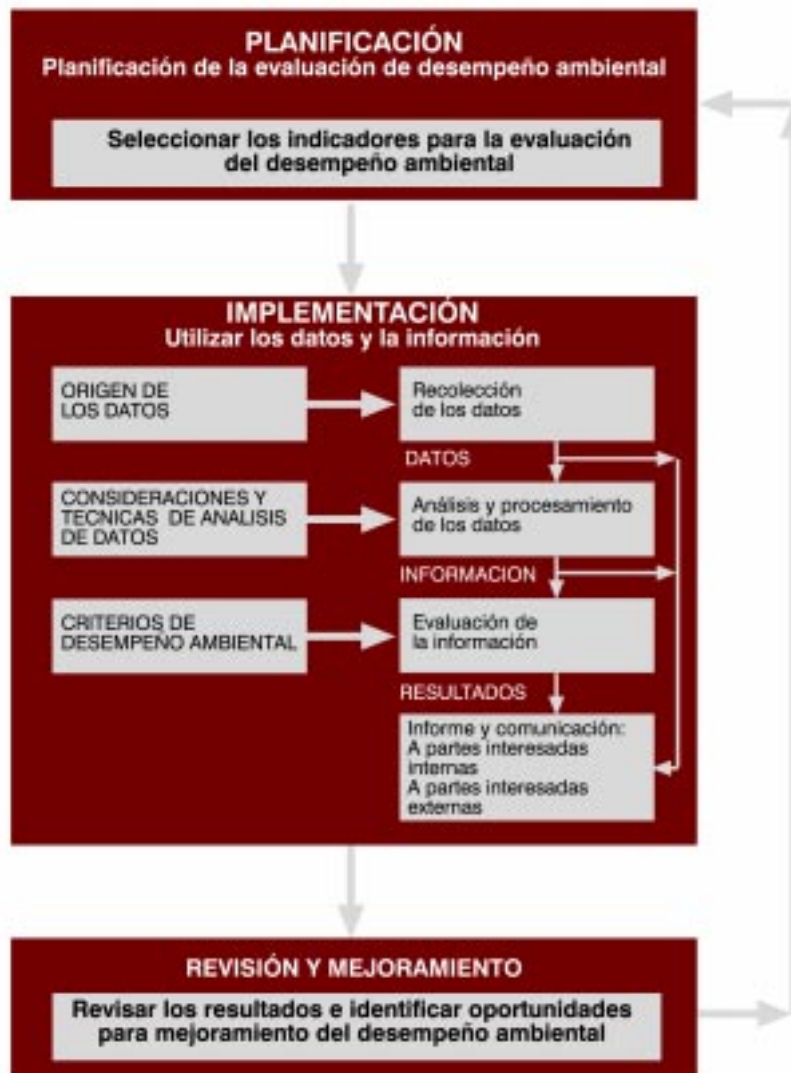 PLANIFICACIÓN
Planificación de la evaluación de desempeño ambiental
Seleccionar los indicadores para la evaluación
del desempeño ambiental
IMPLEMENTACIÓN
Utilizar los datos y la información
ORIGEN DE
LOS DATOS
Recolección
de los datos
DATOS
CONSIDERACIONES Y
TECNICAS DE ANALISIS
DE DATOS
Análisis y procesamiento
de los datos
INFORMACION
CRITERIOS DE
DESEMPEÑO AMBIENTAL
Evaluación de
la información
RESULTADOS
Informe y comunicación:
A partes interesadas
internas
A partes interesadas
externas
REVISIÓN Y MEJORAMIENTO
Revisar los resultados e identificar oportunidades
para mejoramiento del desempeño ambiental